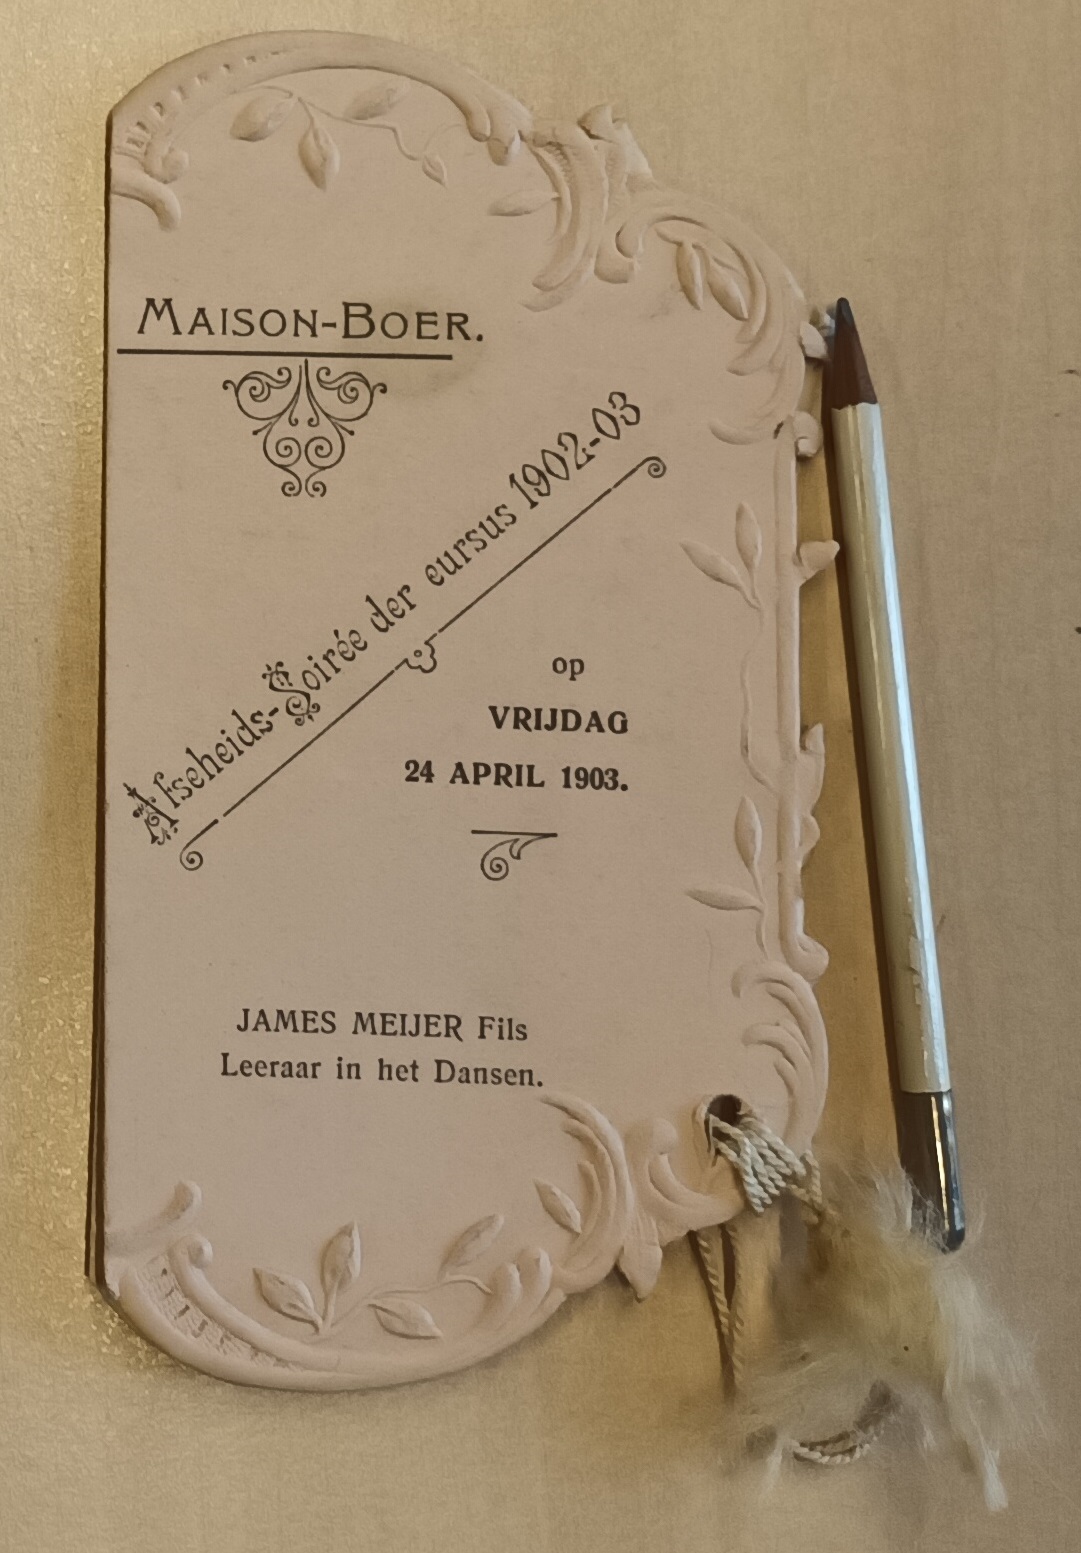 MAISON-BOER.
Afscheids-Soirée der cursus 1902-03
op
VRIJDAG
24 APRIL 1903.
JAMES MEIJER Fils
Leeraar in het Dansen.